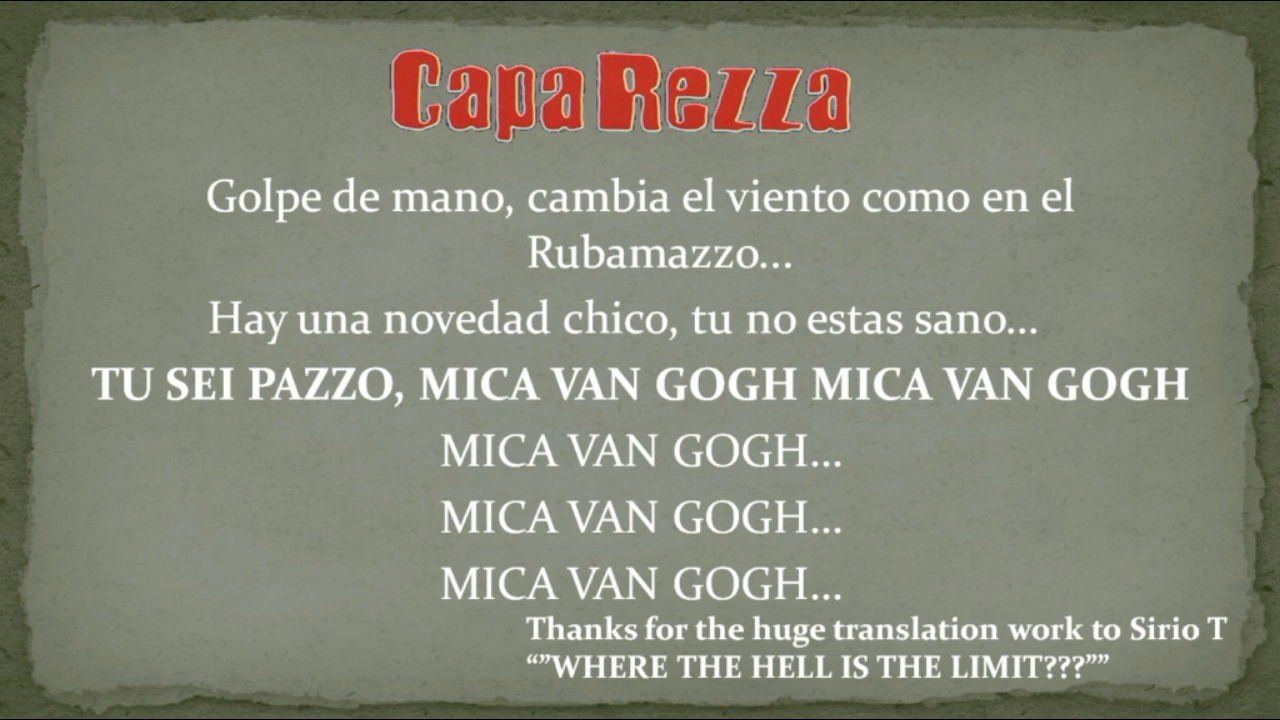 CapaRezza
Golpe de mano, cambia el viento como en el
Rubamazzo...
Hay una novedad chico, tu no estas sano...
TU SEI PAZZO, MICA VAN GOGH MICA VAN GOGH
MICA VAN GOGH...
MICA VAN GOGH...
MICA VAN GOGH...
Thanks for the huge translation work to Sirio T
“”WHERE THE HELL IS THE LIMIT???””